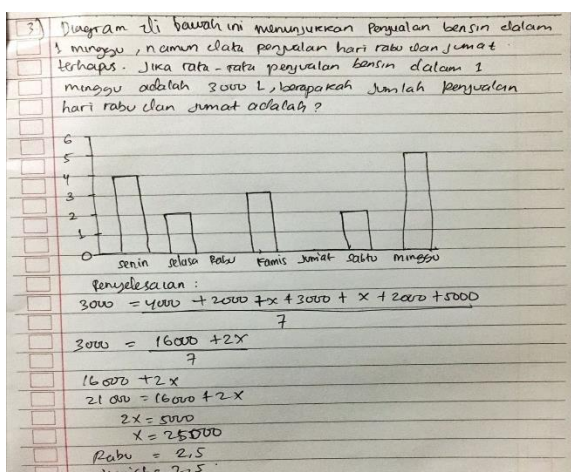 3) Diagram di bawah ini menunjukkan Penjualan bensin dalam
1 minggu, namun data penjualan hari rabu dan jumat
terhapus. Jika rata-rata penjualan bensin dalam 1
minggu adalah 3000 L, berapakah Jumlah penjualan
hari rabu dan Jumat adalah?
6
5
4
3
2
1
0
senin selasa Rabu Kamis Jumiat Sabtu minggu
Penyelesaian :
3000 = 4000 + 2000 + x + 3000 + x + 2000 + 5000
7
3000 = 16000 + 2x
7
16000 + 2x
21000 = 16000 + 2x
2x = 5000
x = 25000
Rabu = 2,5
= 2,5